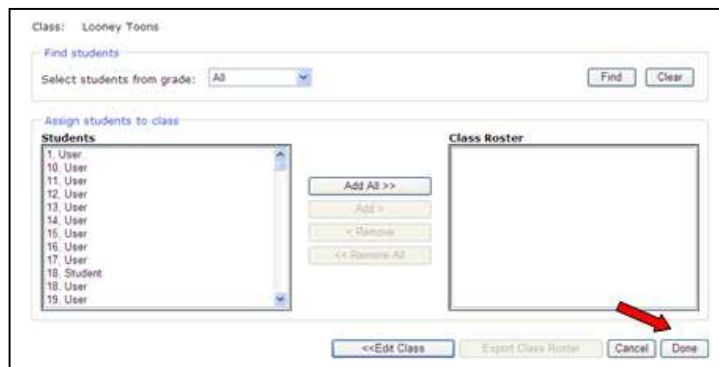 Class: Looney Toons
Find students
Select students from grade: All
Find Clear
Assign students to class
Students
Class Roster
1. User
10. User
11. User
12. User
13. User
14. User
15. User
16. User
17. User
18. Student
18. User
19. User
Add All >>
Add >
< Remove
<< Remove All
<<Edit Class Export Class Roster Cancel Done